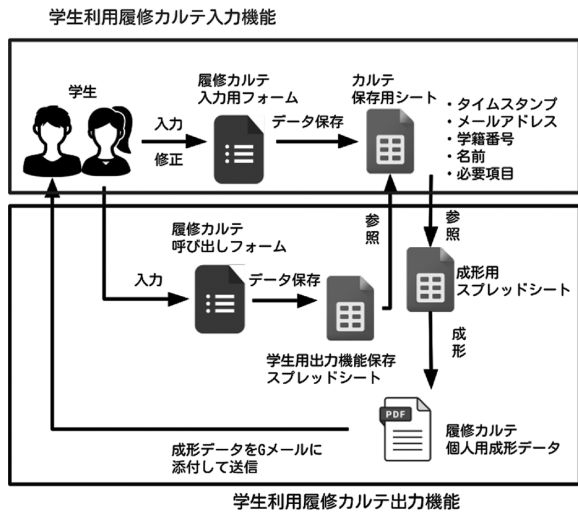 学生利用履修カルテ入力機能
学生
履修カルテ
入力用フォーム
カルテ
保存用シート
入力
修正
データ保存
・タイムスタンプ
・メールアドレス
・学籍番号
・名前
・必要項目
履修カルテ
呼び出しフォーム
参照
参照
入力
データ保存
成形用
スプレッドシート
学生用出力機能保存
スプレッドシート
成形
PDF
履修カルテ
個人用成形データ
成形データをGメールに
添付して送信
学生利用履修カルテ出力機能